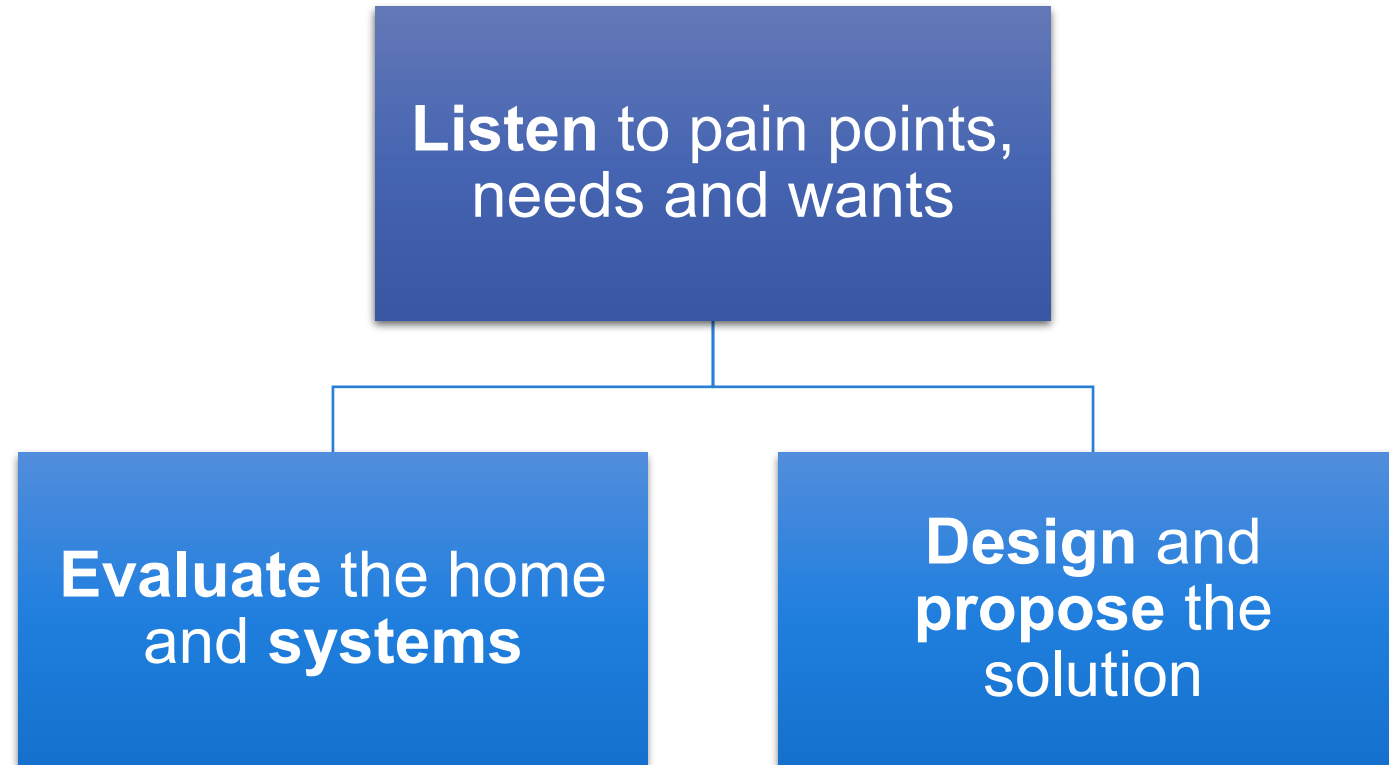 Listen to pain points,
needs and wants
Evaluate the home
and systems
Design and
propose the
solution